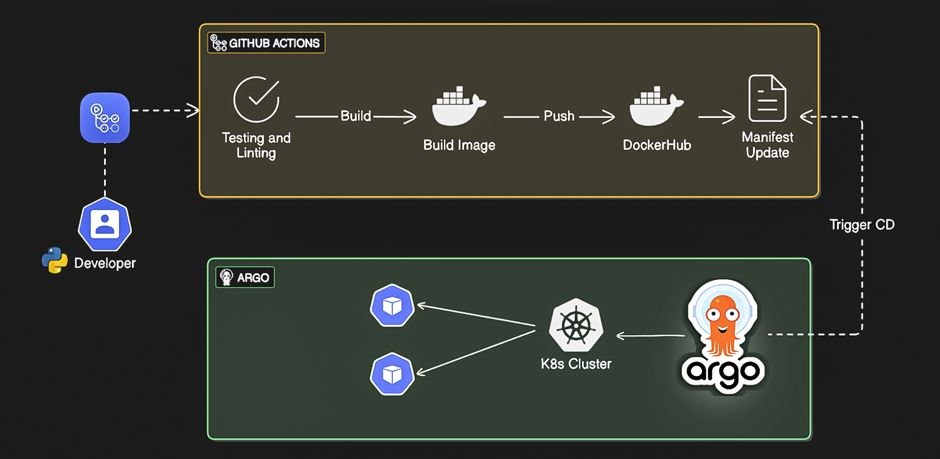 GITHUB ACTIONS
Testing and
Linting
Build
Build Image
Push
DockerHub
Manifest
Update
Developer
Trigger CD
ARGO
K8s Cluster
argo